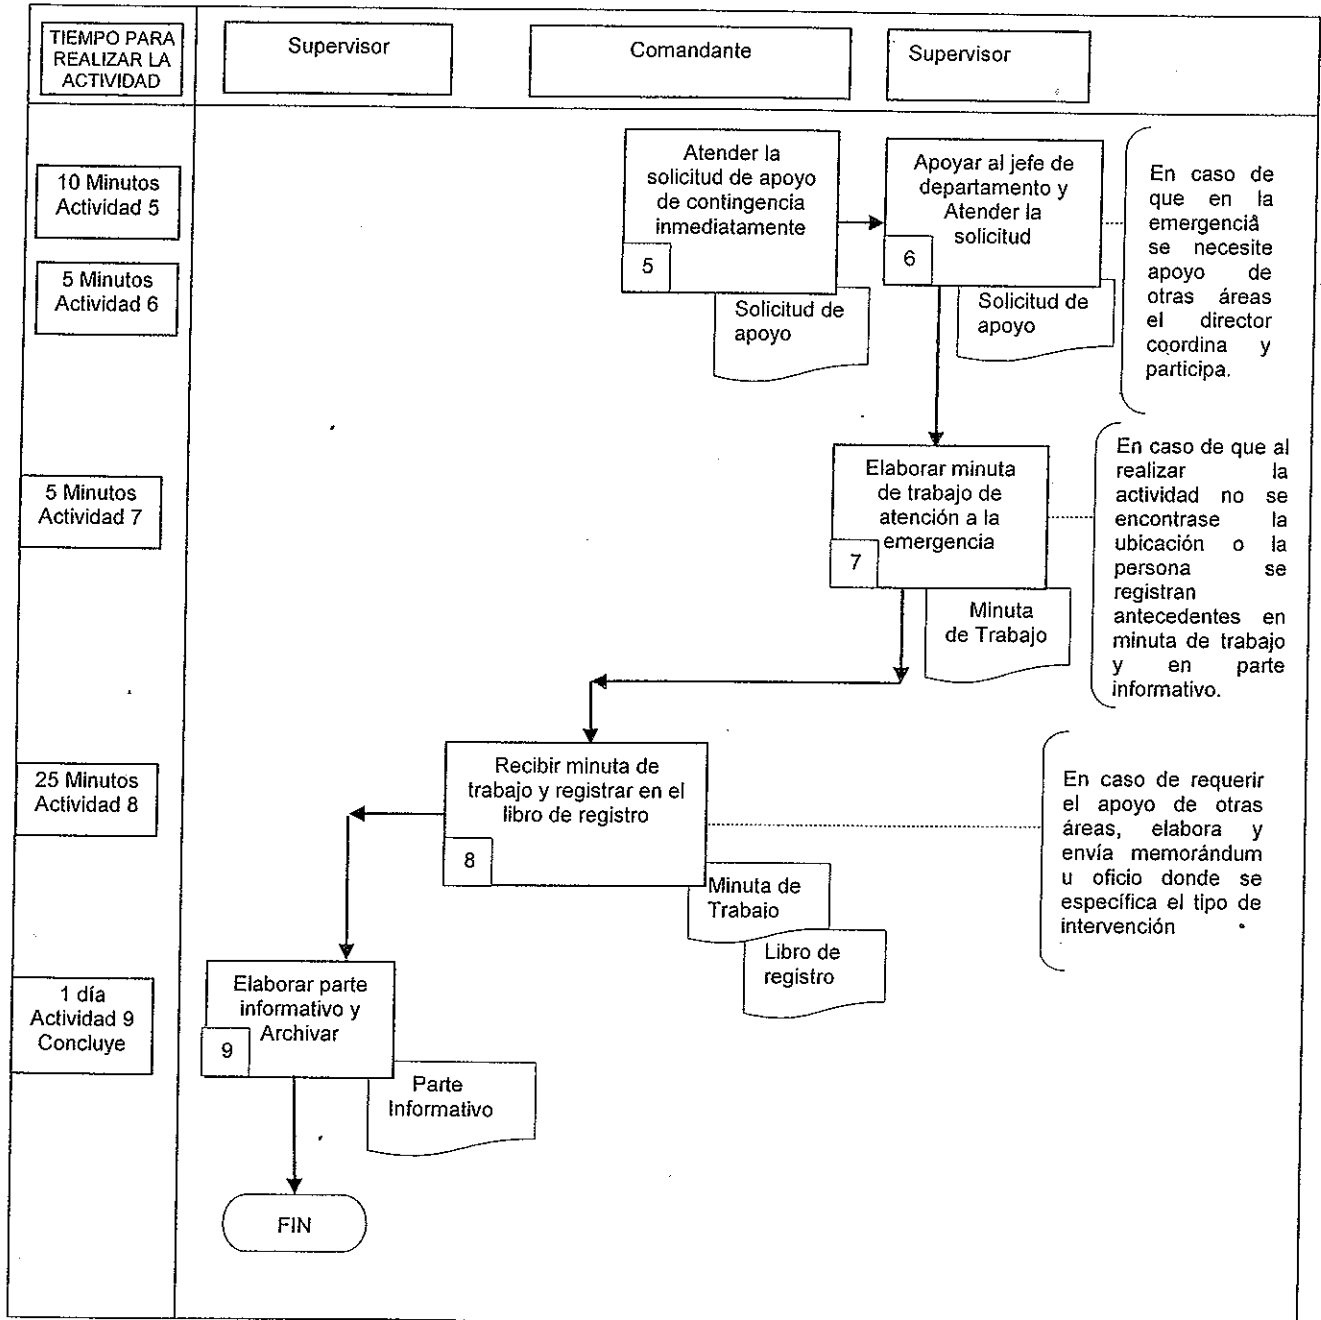 TIEMPO PARA
REALIZAR LA
ACTIVIDAD
Supervisor
Comandante
Supervisor
10 Minutos
Actividad 5
Atender la
solicitud de apoyo
de contingencia
inmediatamente
5
Solicitud de
apoyo
Apoyar al jefe de
departamento y
Atender la
solicitud
6
Solicitud de
apoyo
En caso de
que en la
emergencia
se necesite
apoyo de
otras áreas
el director
coordina y
participa.
5 Minutos
Actividad 6
5 Minutos
Actividad 7
Elaborar minuta
de trabajo de
atención a la
emergencia
7
Minuta
de Trabajo
En caso de que al
realizar la
actividad no se
encontrase la
ubicación o la
persona se
registran
antecedentes en
minuta de trabajo
y en parte
informativo.
25 Minutos
Actividad 8
Recibir minuta de
trabajo y registrar en el
libro de registro
8
Minuta de
Trabajo
Libro de
registro
En caso de requerir
el apoyo de otras
áreas, elabora y
envía memorándum
u oficio donde se
específica el tipo de
intervención
1 día
Actividad 9
Concluye
Elaborar parte
informativo y
Archivar
9
Parte
Informativo
FIN